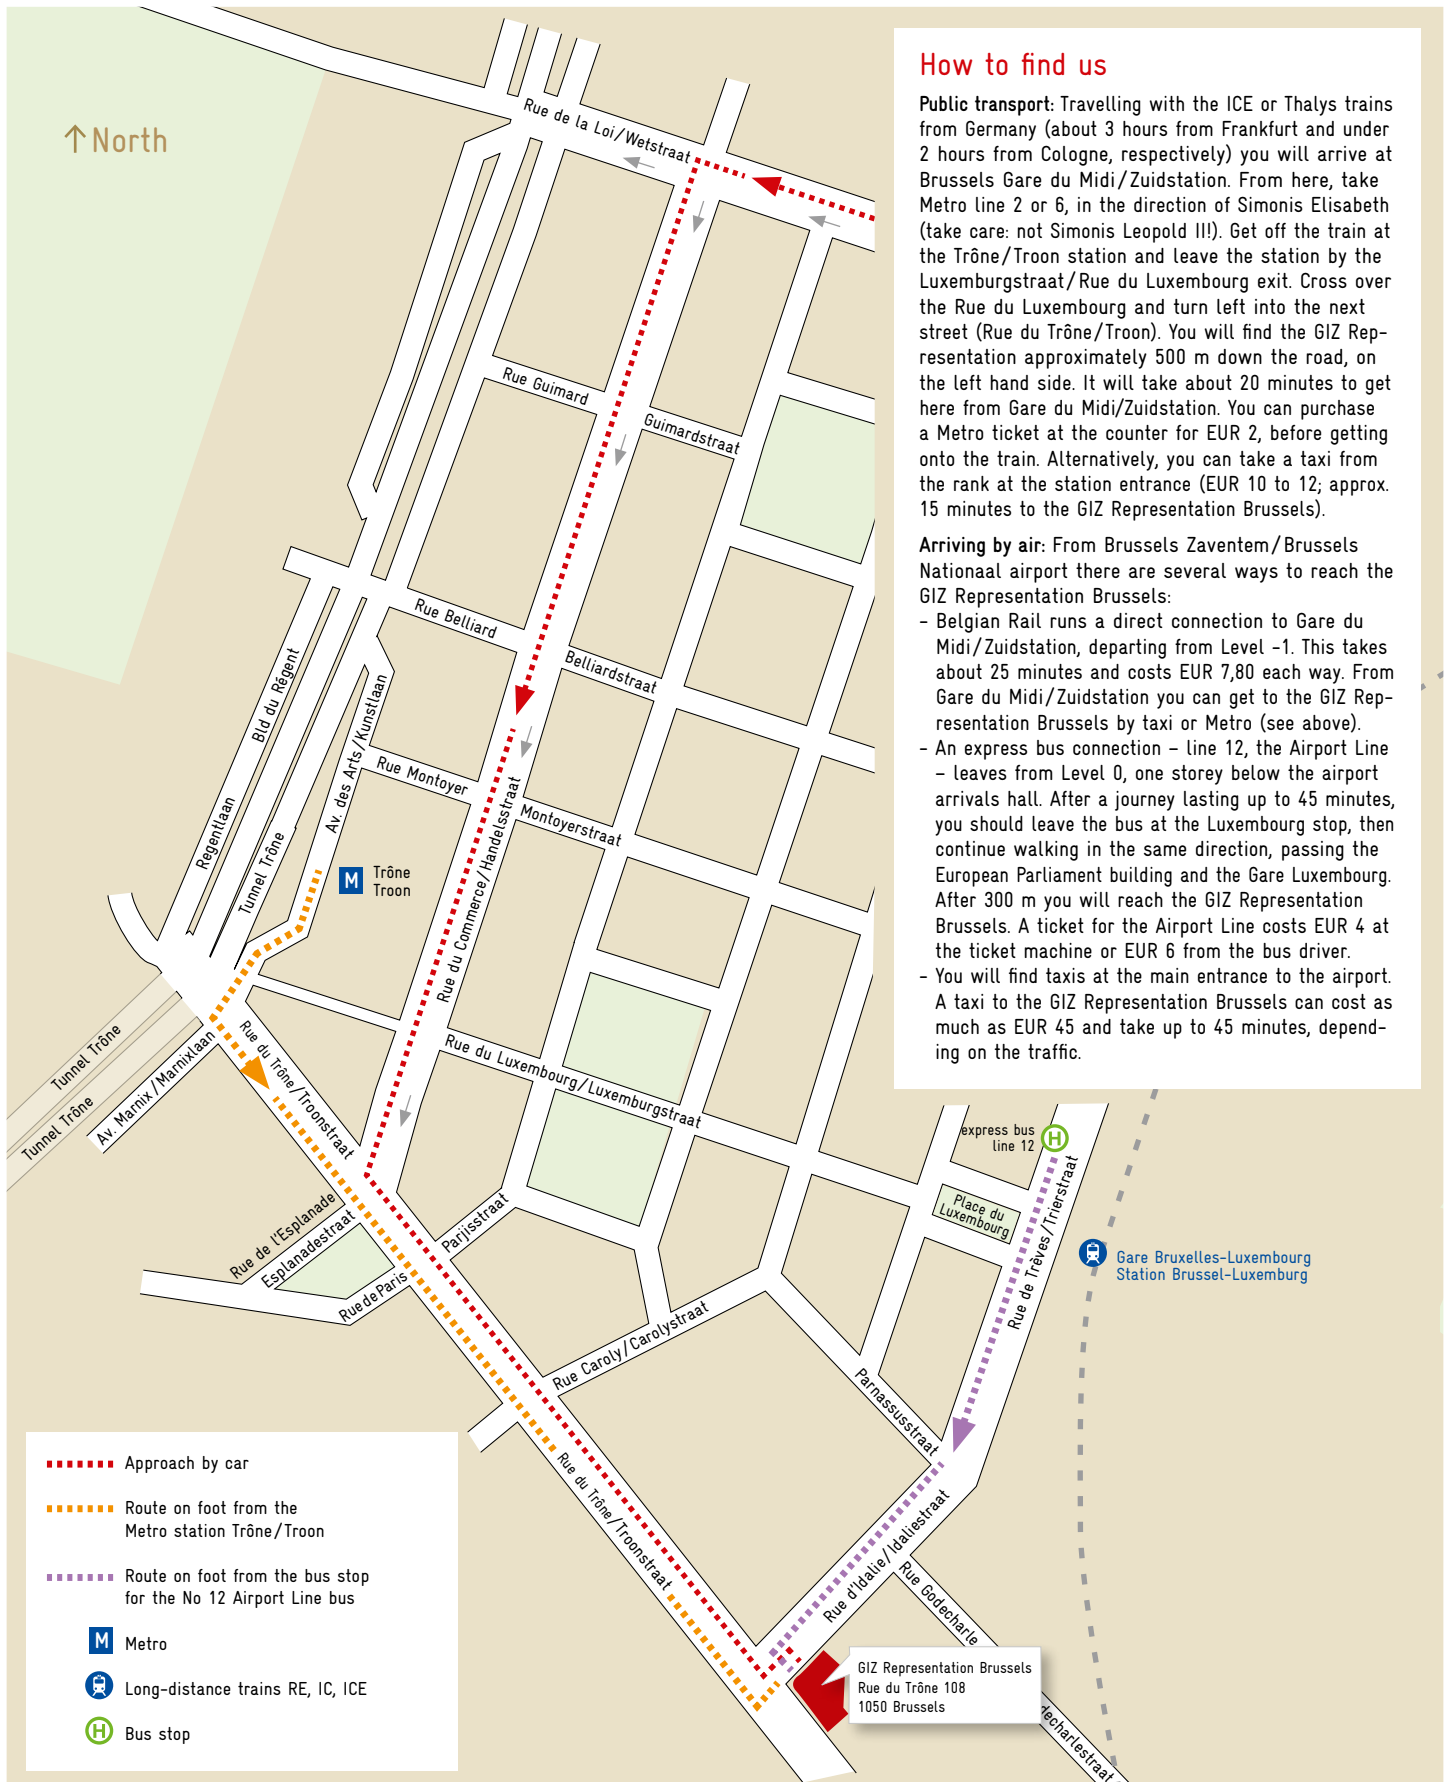 How to find us
Public transport: Travelling with the ICE or Thalys trains
from Germany (about 3 hours from Frankfurt and under
2 hours from Cologne, respectively) you will arrive at
Brussels Gare du Midi/Zuidstation. From here, take
Metro line 2 or 6, in the direction of Simonis Elisabeth
(take care: not Simonis Leopold II!). Get off the train at
the Trône/Troon station and leave the station by the
Luxemburgstraat/Rue du Luxembourg exit. Cross over
the Rue du Luxembourg and turn left into the next
street (Rue du Trône/Troon). You will find the GIZ Rep-
resentation approximately 500 m down the road, on
the left hand side. It will take about 20 minutes to get
here from Gare du Midi/Zuidstation. You can purchase
a Metro ticket at the counter for EUR 2, before getting
onto the train. Alternatively, you can take a taxi from
the rank at the station entrance (EUR 10 to 12; approx.
15 minutes to the GIZ Representation Brussels).
Arriving by air: From Brussels Zaventem/Brussels
Nationaal airport there are several ways to reach the
GIZ Representation Brussels:
– Belgian Rail runs a direct connection to Gare du
Midi/Zuidstation, departing from Level -1. This takes
about 25 minutes and costs EUR 7,80 each way. From
Gare du Midi/Zuidstation you can get to the GIZ Rep-
resentation Brussels by taxi or Metro (see above).
– An express bus connection – line 12, the Airport Line
– leaves from Level 0, one storey below the airport
arrivals hall. After a journey lasting up to 45 minutes,
you should leave the bus at the Luxembourg stop, then
continue walking in the same direction, passing the
European Parliament building and the Gare Luxembourg.
After 300 m you will reach the GIZ Representation
Brussels. A ticket for the Airport Line costs EUR 4 at
the ticket machine or EUR 6 from the bus driver.
– You will find taxis at the main entrance to the airport.
A taxi to the GIZ Representation Brussels can cost as
much as EUR 45 and take up to 45 minutes, depend-
ing on the traffic.
↑ North
Rue de la Loi/Wetstraat
Rue Guimard
Guimardstraat
Rue Belliard
Belliardstraat
Bld du Régent
Regentlaan
Av. des Arts/Kunstlaan
Tunnel Trône
Rue Montoyer
Montoyerstraat
M
Trône
Troon
Rue du Commerce/Handelsstraat
Tunnel Trône
Tunnel Trône
Av. Marnix/Marnixlaan
Rue du Trône/Troonstraat
Rue du Luxembourg/Luxemburgstraat
express bus
line 12
H
Place du
Luxembourg
Rue de Trèves/Trierstraat
Gare Bruxelles-Luxembourg
Station Brussel-Luxemburg
Rue de l'Esplanade
Esplanadestraat
Parijsstraat
Rue de Paris
Rue Caroly/Carolystraat
Parnassusstraat
Rue du Trône/Troonstraat
Rue d'Idalie/Idaliestraat
Rue Godecharle
decharlestraat
GIZ Representation Brussels
Rue du Trône 108
1050 Brussels
Approach by car
Route on foot from the
Metro station Trône/Troon
Route on foot from the bus stop
for the No 12 Airport Line bus
M
Metro
Long-distance trains RE, IC, ICE
H
Bus stop